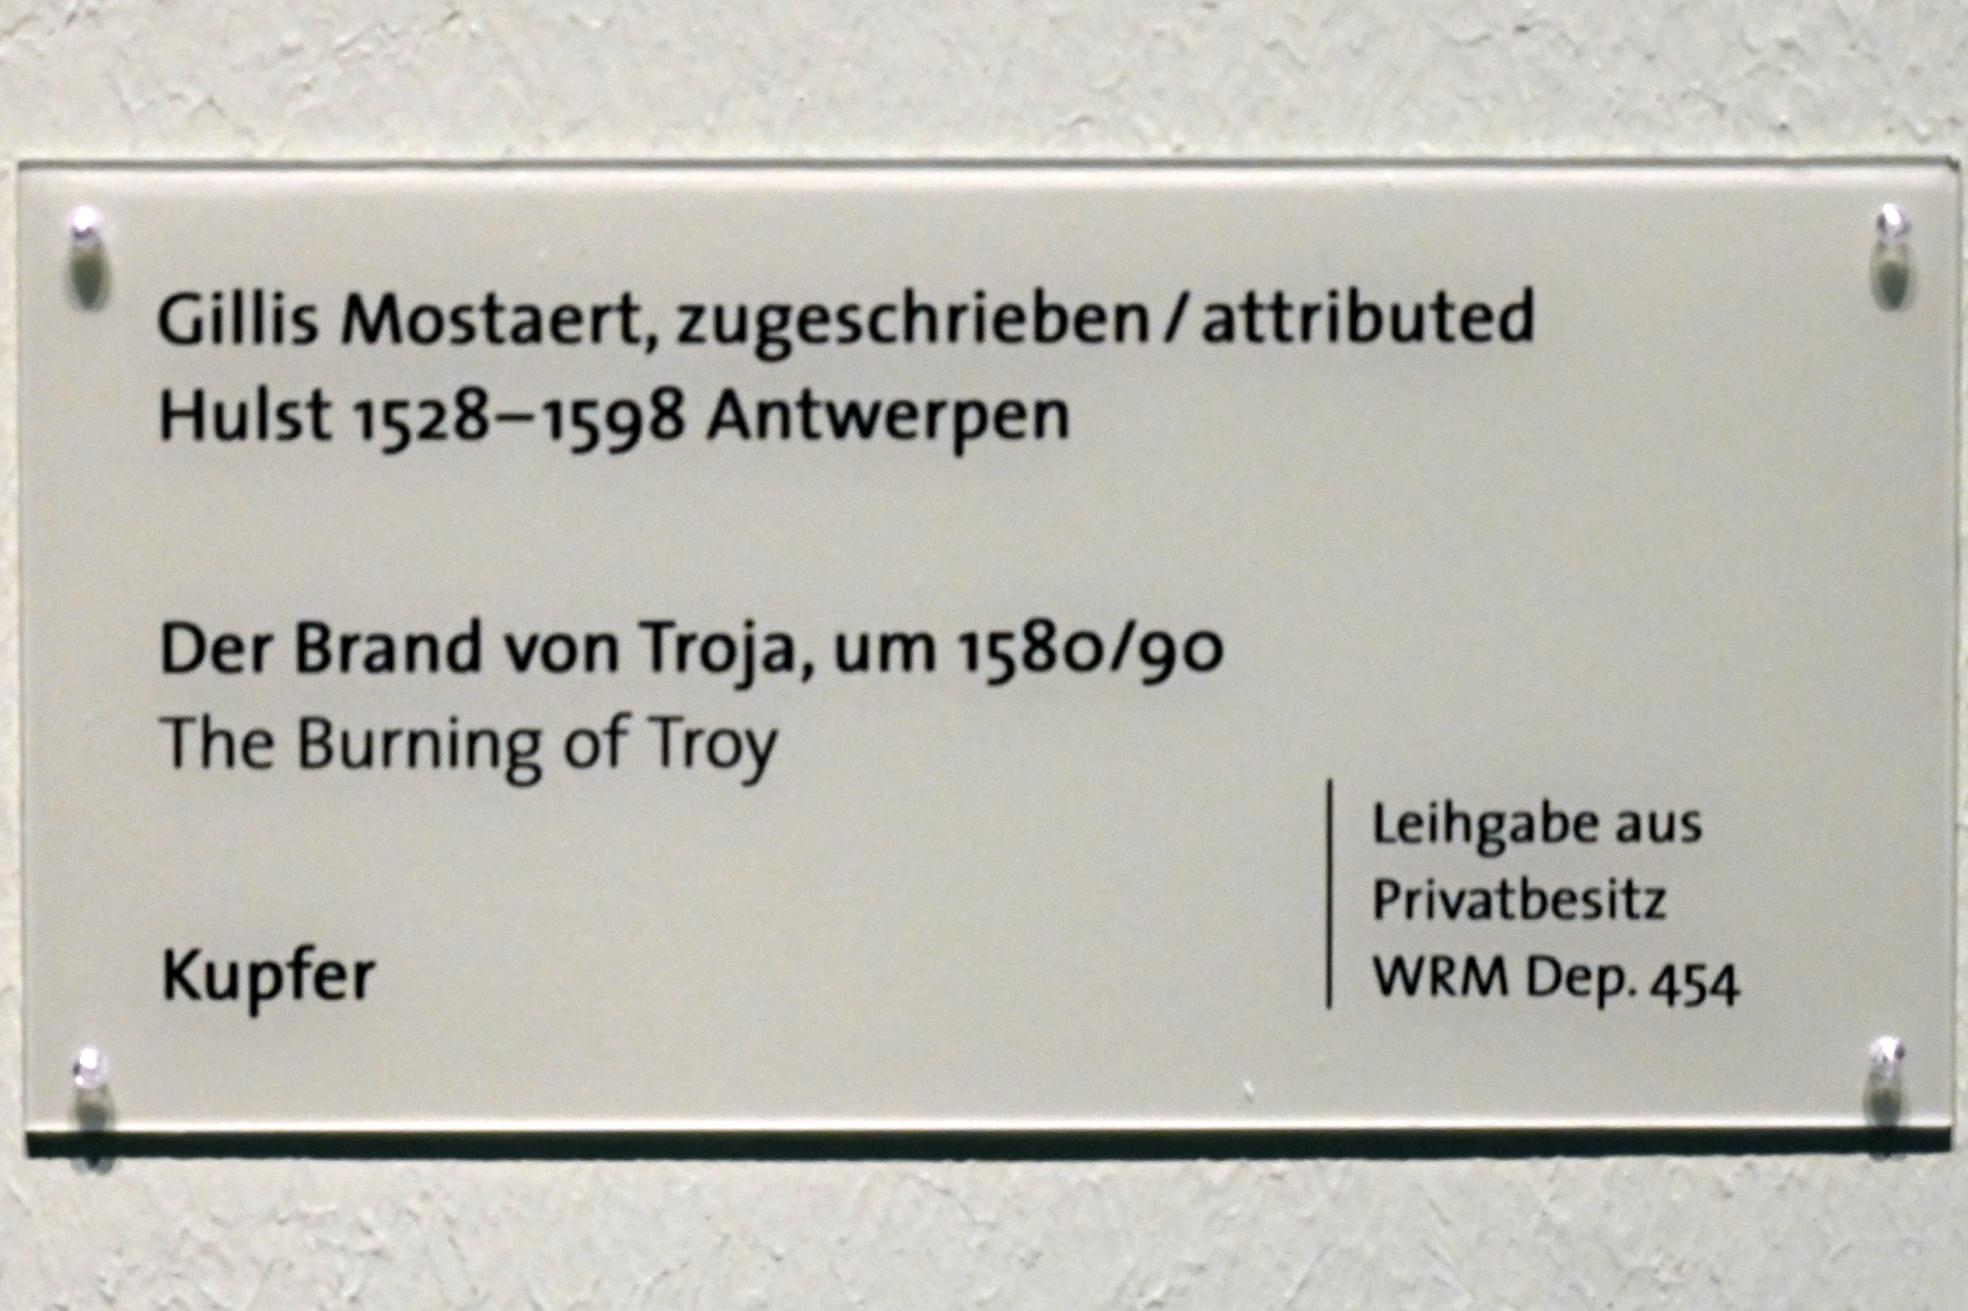 Gillis Mostaert, zugeschrieben / attributed
Hulst 1528–1598 Antwerpen
Der Brand von Troja, um 1580/90
The Burning of Troy
Kupfer
Leihgabe aus
Privatbesitz
WRM Dep. 454